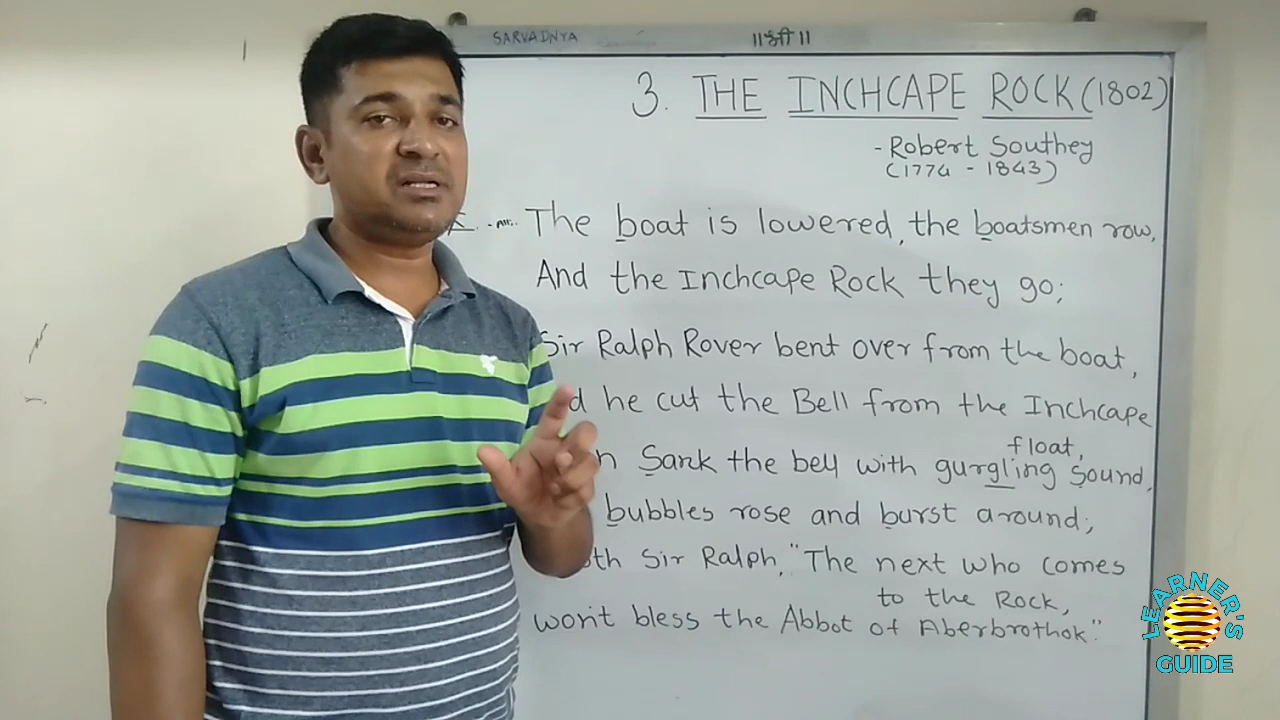 SARVADNYA
॥श्री॥
3. THE INCHCAPE ROCK (1802)
- Robert Southey
(1774 - 1843)
The boat is lowered, the boatsmen row,
And the Inchcape Rock they go;
Sir Ralph Rover bent over from the boat,
he cut the Bell from the Inchcape
float,
Sank the bell with gurgling Sound,
bubbles rose and burst around;
Sir Ralph, "The next who comes
to the Rock,
won't bless the Abbot of Aberbrothok."
LEARNER'S
GUIDE